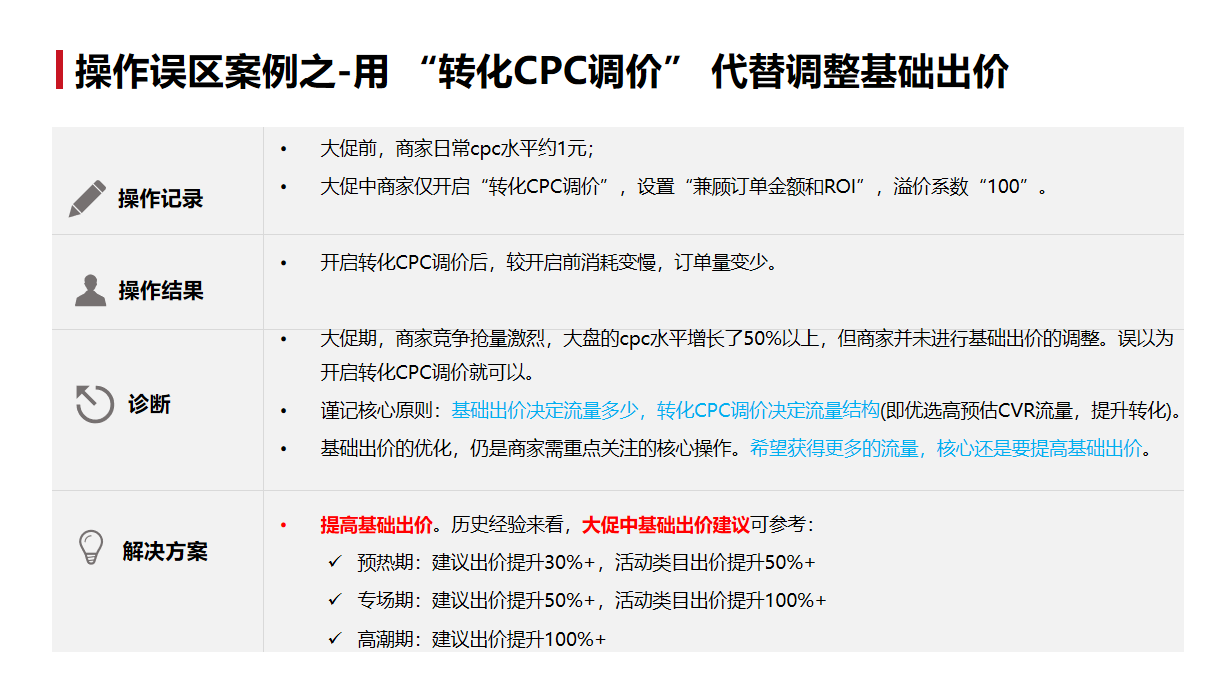 操作误区案例之-用 “转化CPC调价” 代替调整基础出价
操作记录
• 大促前，商家日常cpc水平约1元；
• 大促中商家仅开启“转化CPC调价”，设置“兼顾订单金额和ROI”，溢价系数“100”。
操作结果
• 开启转化CPC调价后，较开启前消耗变慢，订单量变少。
诊断
• 大促期，商家竞争抢量激烈，大盘的cpc水平增长了50%以上，但商家并未进行基础出价的调整。误以为
开启转化CPC调价就可以。
• 谨记核心原则：基础出价决定流量多少，转化CPC调价决定流量结构(即优选高预估CVR流量，提升转化)。
• 基础出价的优化，仍是商家需重点关注的核心操作。希望获得更多的流量，核心还是要提高基础出价。
解决方案
• 提高基础出价。历史经验来看，大促中基础出价建议可参考：
✓ 预热期：建议出价提升30%+，活动类目出价提升50%+
✓ 专场期：建议出价提升50%+，活动类目出价提升100%+
✓ 高潮期：建议出价提升100%+